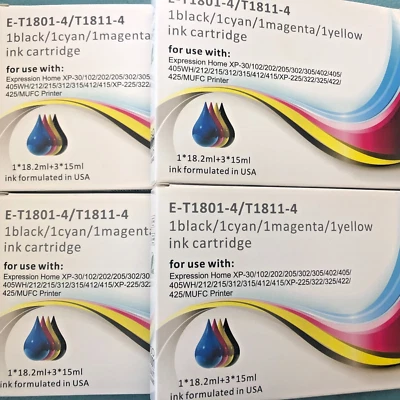 E-T1801-4/T1811-4
1black/1cyan/1magenta
ink cartridge
for use with:
Expression Home XP-30/102/202/205/302/305
405WH/212/215/312/315/412/415/XP-225/322
425/MUFC Printer
1*18.2ml+3*15ml
ink formulated in USA
E-T1801-4/T1811-4
1black/1cyan/1magenta/1yellow
ink cartridge
for use with:
Expression Home XP-30/102/202/205/302/305/402/405/
405WH/212/215/312/315/412/415/XP-225/322/325/422/
425/MUFC Printer
1*18.2ml+3*15ml
ink formulated in USA
E-T1801-4/T1811-4
1black/1cyan/1magenta/
ink cartridge
for use with:
Expression Home XP-30/102/202/205/302/30
405WH/212/215/312/315/412/415/XP-225/322
425/MUFC Printer
1*18.2ml+3*15ml
ink formulated in USA
E-T1801-4/T1811-4
1black/1cyan/1magenta/1yellow
ink cartridge
for use with:
Expression Home XP-30/102/202/205/302/305/402/405/
405WH/212/215/312/315/412/415/XP-225/322/325/422/
425/MUFC Printer
1*18.2ml+3*15ml
ink formulated in USA